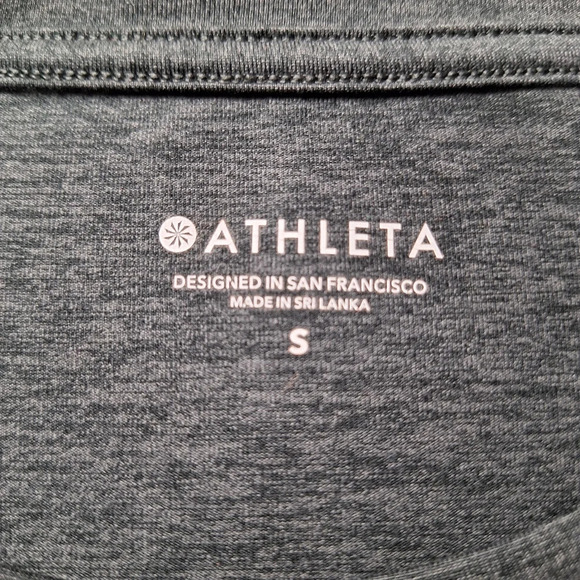 ATHLETA
DESIGNED IN SAN FRANCISCO
MADE IN SRI LANKA
S